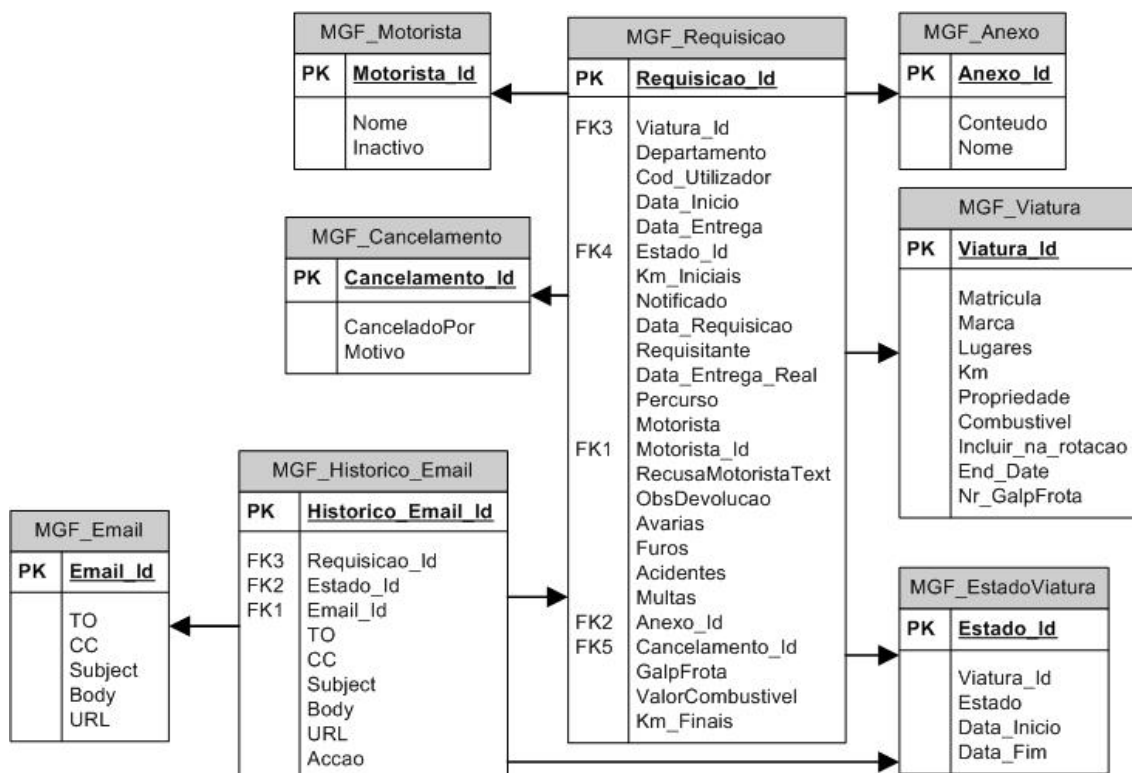 MGF_Motorista
PK Motorista_Id
Nome
Inactivo
MGF_Cancelamento
PK Cancelamento_Id
CanceladoPor
Motivo
MGF_Email
PK Email_Id
TO
CC
Subject
Body
URL
MGF_Historico_Email
PK Historico_Email_Id
FK3 Requisicao_Id
FK2 Estado_Id
FK1 Email_Id
TO
CC
Subject
Body
URL
Accao
MGF_Requisicao
PK Requisicao_Id
FK3 Viatura_Id
Departamento
Cod_Utilizador
Data_Inicio
Data_Entrega
FK4 Estado_Id
Km_Iniciais
Notificado
Data_Requisicao
Requisitante
Data_Entrega_Real
Percurso
Motorista
FK1 Motorista_Id
RecusaMotoristaText
ObsDevolucao
Avarias
Furos
Acidentes
Multas
FK2 Anexo_Id
FK5 Cancelamento_Id
GalpFrota
ValorCombustivel
Km_Finais
MGF_Anexo
PK Anexo_Id
Conteudo
Nome
MGF_Viatura
PK Viatura_Id
Matricula
Marca
Lugares
Km
Propriedade
Combustivel
Incluir_na_rotacao
End_Date
Nr_GalpFrota
MGF_EstadoViatura
PK Estado_Id
Viatura_Id
Estado
Data_Inicio
Data_Fim